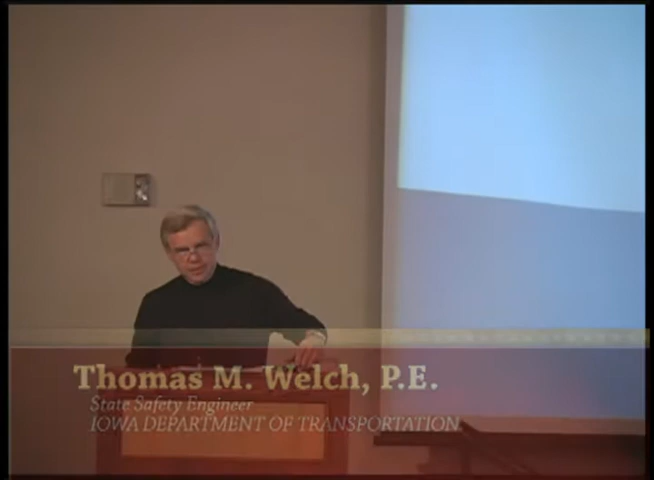 Thomas M. Welch, P.E.
State Safety Engineer
IOWA DEPARTMENT OF TRANSPORTATION